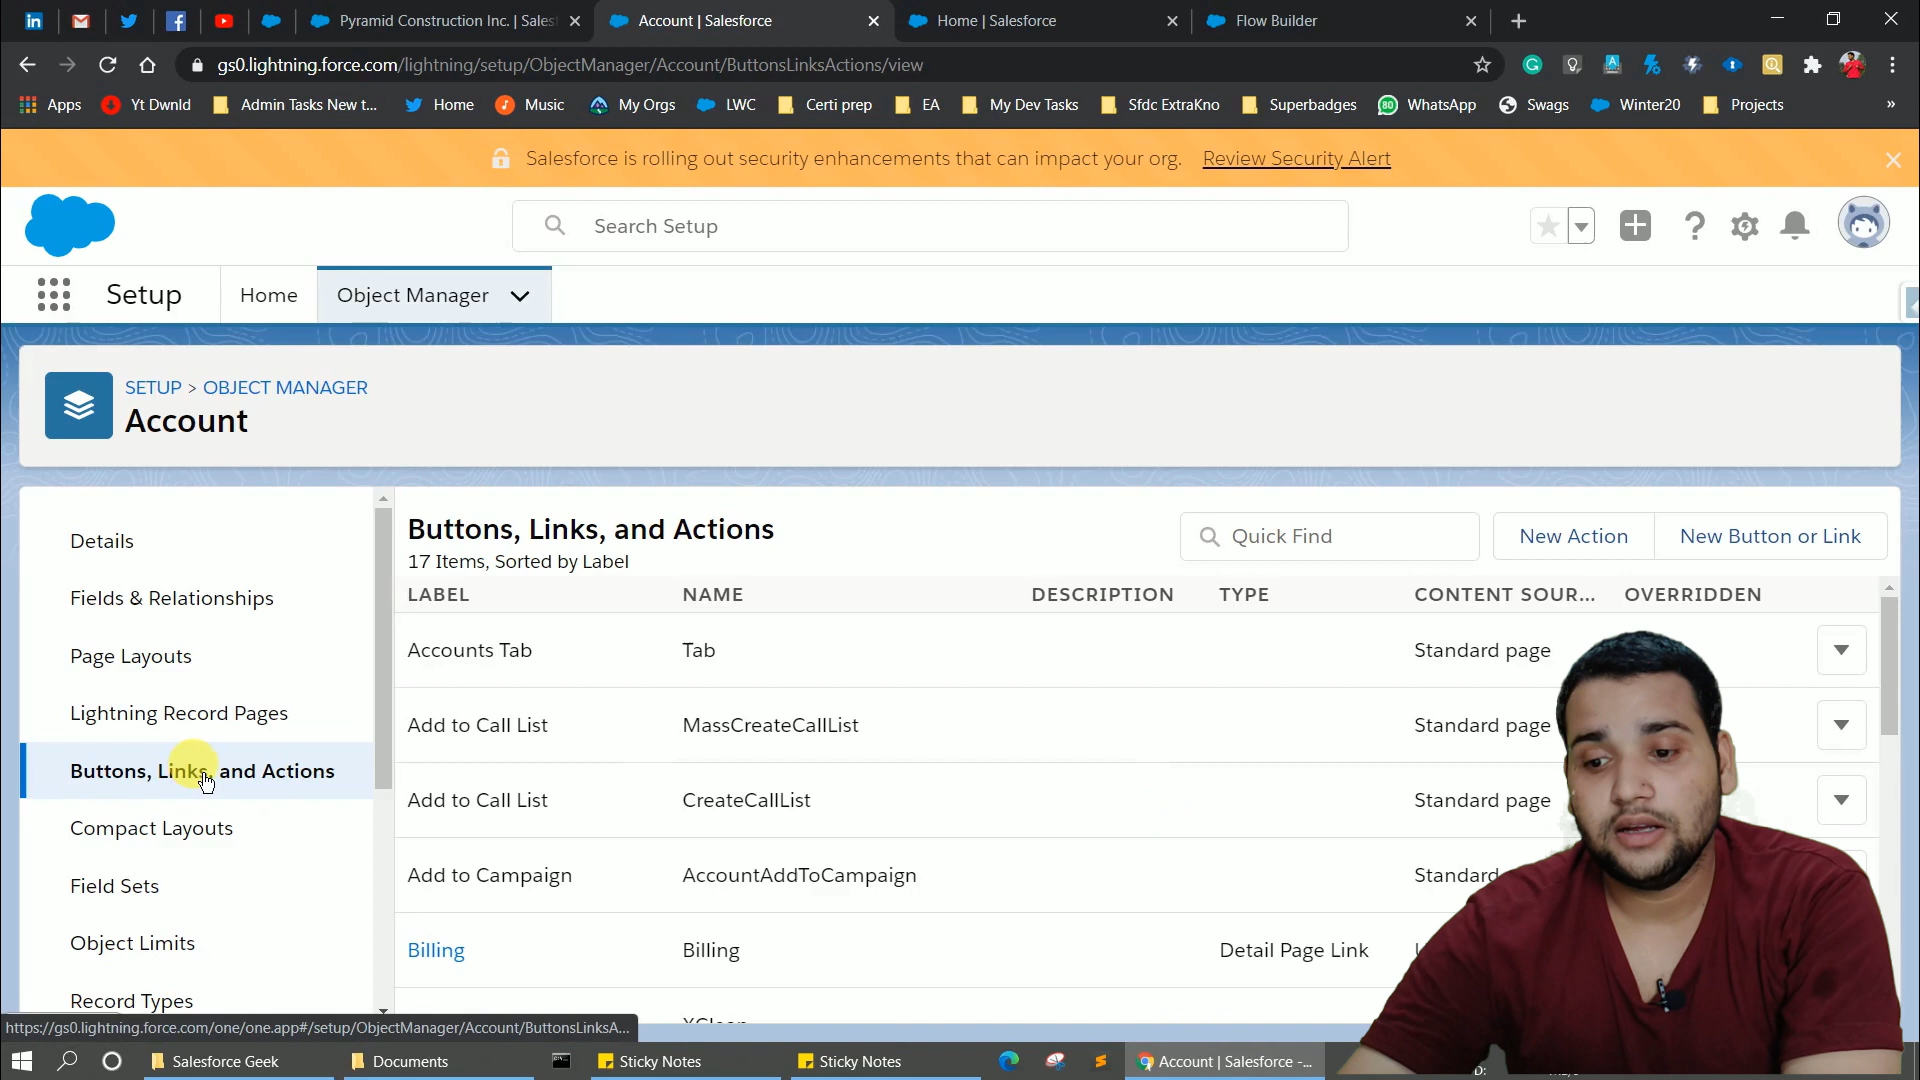 Pyramid Construction Inc. | Sales
Account | Salesforce
Home | Salesforce
Flow Builder
gs0.lightning.force.com/lightning/setup/ObjectManager/Account/ButtonsLinksActions/view
Apps
Yt Dwnld
Admin Tasks New t...
Home
Music
My Orgs
LWC
Certi prep
EA
My Dev Tasks
Sfdc ExtraKno
Superbadges
WhatsApp
Swags
Winter20
Projects
Salesforce is rolling out security enhancements that can impact your org. Review Security Alert
Search Setup
Setup
Home
Object Manager
SETUP > OBJECT MANAGER
Account
Details
Fields & Relationships
Page Layouts
Lightning Record Pages
Buttons, Links, and Actions
Compact Layouts
Field Sets
Object Limits
Record Types
Buttons, Links, and Actions
17 Items, Sorted by Label
Quick Find
New Action
New Button or Link
LABEL NAME DESCRIPTION TYPE CONTENT SOUR... OVERRIDDEN
Accounts Tab Tab Standard page
Add to Call List MassCreateCallList Standard page
Add to Call List CreateCallList Standard page
Add to Campaign AccountAddToCampaign Standard
Billing Billing Detail Page Link
https://gs0.lightning.force.com/one/one.app#/setup/ObjectManager/Account/ButtonsLinksA...
Salesforce Geek
Documents
Sticky Notes
Sticky Notes
Account | Salesforce -...